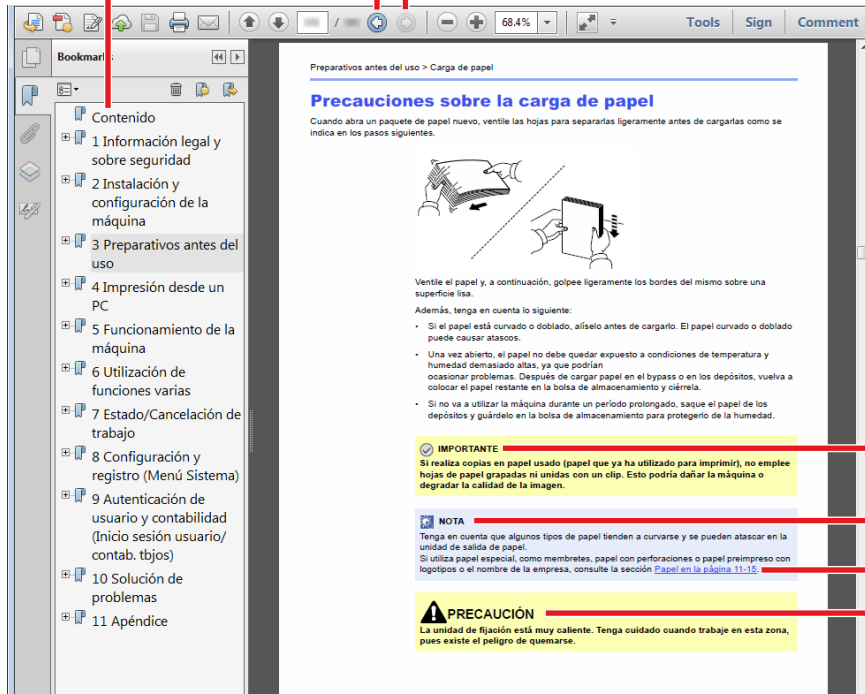 /
68.4%
Tools
Sign
Comment
Bookmar
Contenido
1 Información legal y
sobre seguridad
2 Instalación y
configuración de la
máquina
3 Preparativos antes del
uso
4 Impresión desde un
PC
5 Funcionamiento de la
máquina
6 Utilización de
funciones varias
7 Estado/Cancelación de
trabajo
8 Configuración y
registro (Menú Sistema)
9 Autenticación de
usuario y contabilidad
(Inicio sesión usuario/
contab. tbjos)
10 Solución de
problemas
11 Apéndice
Preparativos antes del uso > Carga de papel
Precauciones sobre la carga de papel
Cuando abra un paquete de papel nuevo, ventile las hojas para separarlas ligeramente antes de cargarlas como se
indica en los pasos siguientes.
Ventile el papel y, a continuación, golpee ligeramente los bordes del mismo sobre una
superficie lisa.
Además, tenga en cuenta lo siguiente:
• Si el papel está curvado o doblado, alíselo antes de cargarlo. El papel curvado o doblado
puede causar atascos.
• Una vez abierto, el papel no debe quedar expuesto a condiciones de temperatura y
humedad demasiado altas, ya que podrían
ocasionar problemas. Después de cargar papel en el bypass o en los depósitos, vuelva a
colocar el papel restante en la bolsa de almacenamiento y ciérrela.
• Si no va a utilizar la máquina durante un período prolongado, saque el papel de los
depósitos y guárdelo en la bolsa de almacenamiento para protegerlo de la humedad.
IMPORTANTE
Si realiza copias en papel usado (papel que ya ha utilizado para imprimir), no emplee
hojas de papel grapadas ni unidas con un clip. Esto podría dañar la máquina o
degradar la calidad de la imagen.
NOTA
Tenga en cuenta que algunos tipos de papel tienden a curvarse y se pueden atascar en la
unidad de salida de papel.
Si utiliza papel especial, como membretes, papel con perforaciones o papel preimpreso con
logotipos o el nombre de la empresa, consulte la sección Papel en la página 11-15.
PRECAUCIÓN
La unidad de fijación está muy caliente. Tenga cuidado cuando trabaje en esta zona,
pues existe el peligro de quemarse.